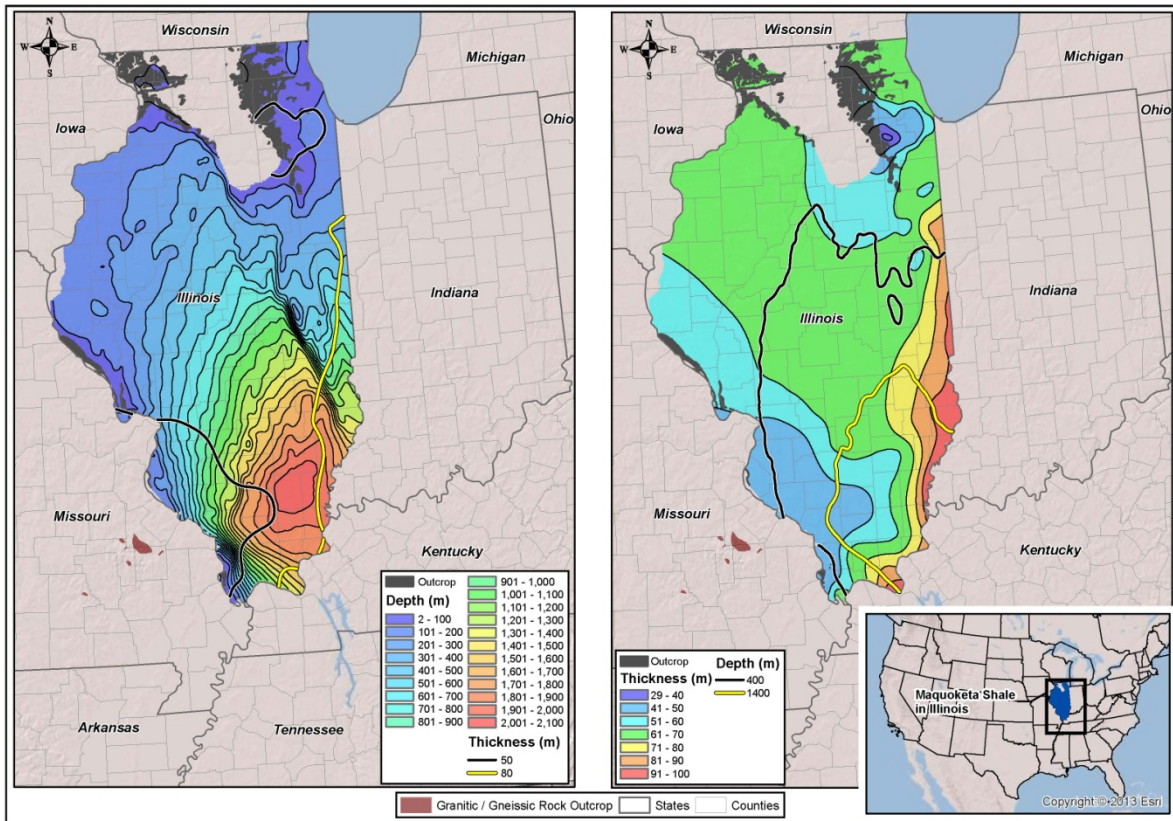 N
W E
S
Wisconsin
Michigan
Iowa
Ohio
Illinois
Indiana
Missouri
Kentucky
Arkansas
Tennessee
Outcrop
Depth (m)
2 - 100
101 - 200
201 - 300
301 - 400
401 - 500
501 - 600
601 - 700
701 - 800
801 - 900
901 - 1,000
1,001 - 1,100
1,101 - 1,200
1,201 - 1,300
1,301 - 1,400
1,401 - 1,500
1,501 - 1,600
1,601 - 1,700
1,701 - 1,800
1,801 - 1,900
1,901 - 2,000
2,001 - 2,100
Thickness (m)
50
80
N
W E
S
Wisconsin
Michigan
Iowa
Ohio
Illinois
Indiana
Missouri
Kentucky
Arkansas
Tennessee
Outcrop
Thickness (m)
29 - 40
41 - 50
51 - 60
61 - 70
71 - 80
81 - 90
91 - 100
Depth (m)
400
1400
Maquoketa Shale
in Illinois
Copyright:© 2013 Esri
Granitic / Gneissic Rock Outcrop
States
Counties